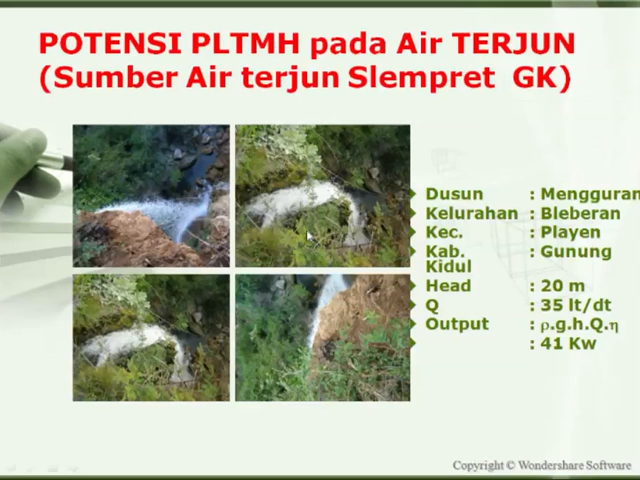 POTENSI PLTMH pada Air TERJUN
(Sumber Air terjun Slempret GK)
Dusun : Mengguran
Kelurahan : Bleberan
Kec. : Playen
Kab. : Gunung
Kidul
Head : 20 m
Q : 35 lt/dt
Output : ρ.g.h.Q.η
: 41 Kw
Copyright © Wondershare Software